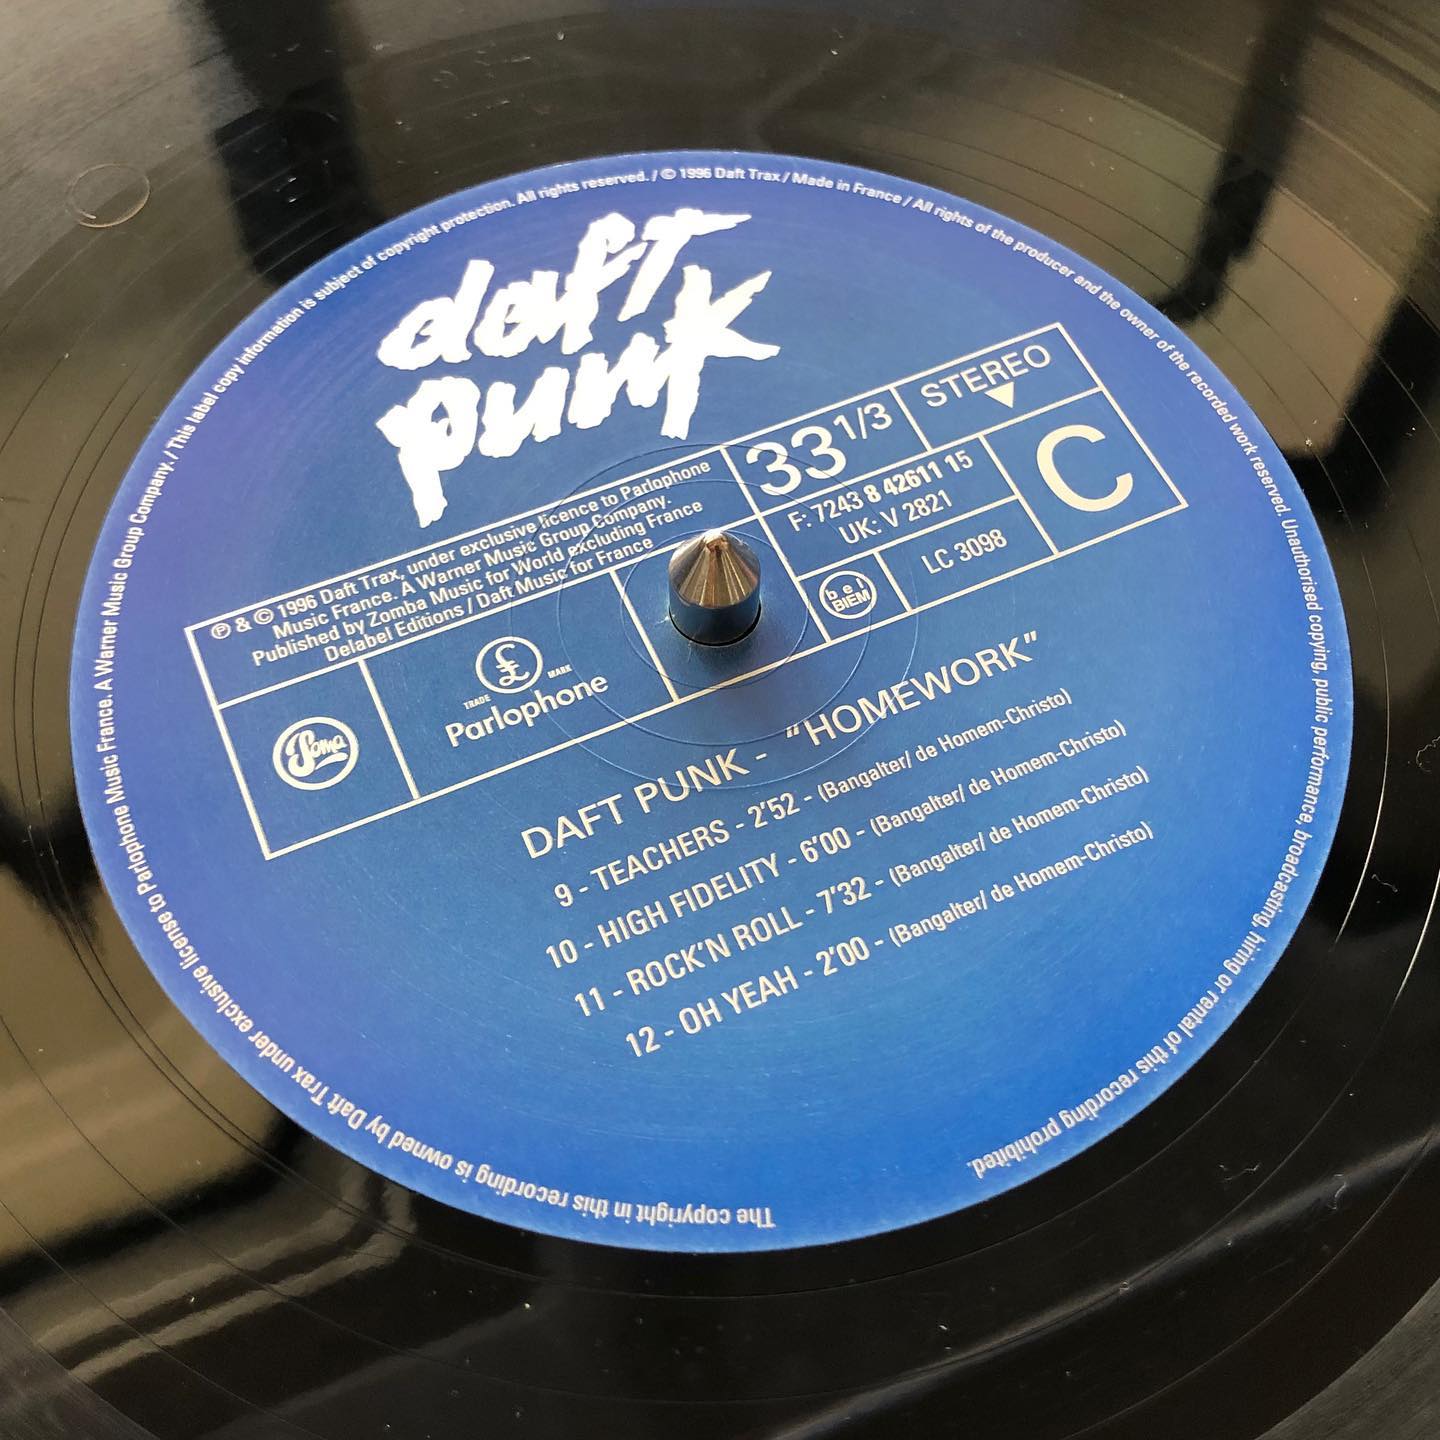 daft
punk
STEREO
33 1/3
C
F: 7243 8 42611 15
UK: V 2821
bel
BIEM
LC 3098
℗ & © 1996 Daft Trax, under exclusive licence to Parlophone
Music France. A Warner Music Group Company.
Published by Zomba Music for World excluding France
Delabel Editions / Daft Music for France
Soma
£
TRADE MARK
Parlophone
DAFT PUNK - "HOMEWORK"
9 - TEACHERS - 2'52 - (Bangalter/ de Homem-Christo)
10 - HIGH FIDELITY - 6'00 - (Bangalter/ de Homem-Christo)
11 - ROCK'N ROLL - 7'32 - (Bangalter/ de Homem-Christo)
12 - OH YEAH - 2'00 - (Bangalter/ de Homem-Christo)
The copyright in this recording is owned by Daft Trax under exclusive license to Parlophone Music France. A Warner Music Group Company. / This label copy information is subject of copyright protection. All rights reserved. / © 1996 Daft Trax / Made in France / All rights of the producer and the owner of the recorded work reserved. Unauthorised copying, public performance, broadcasting, hiring or rental of this recording prohibited.